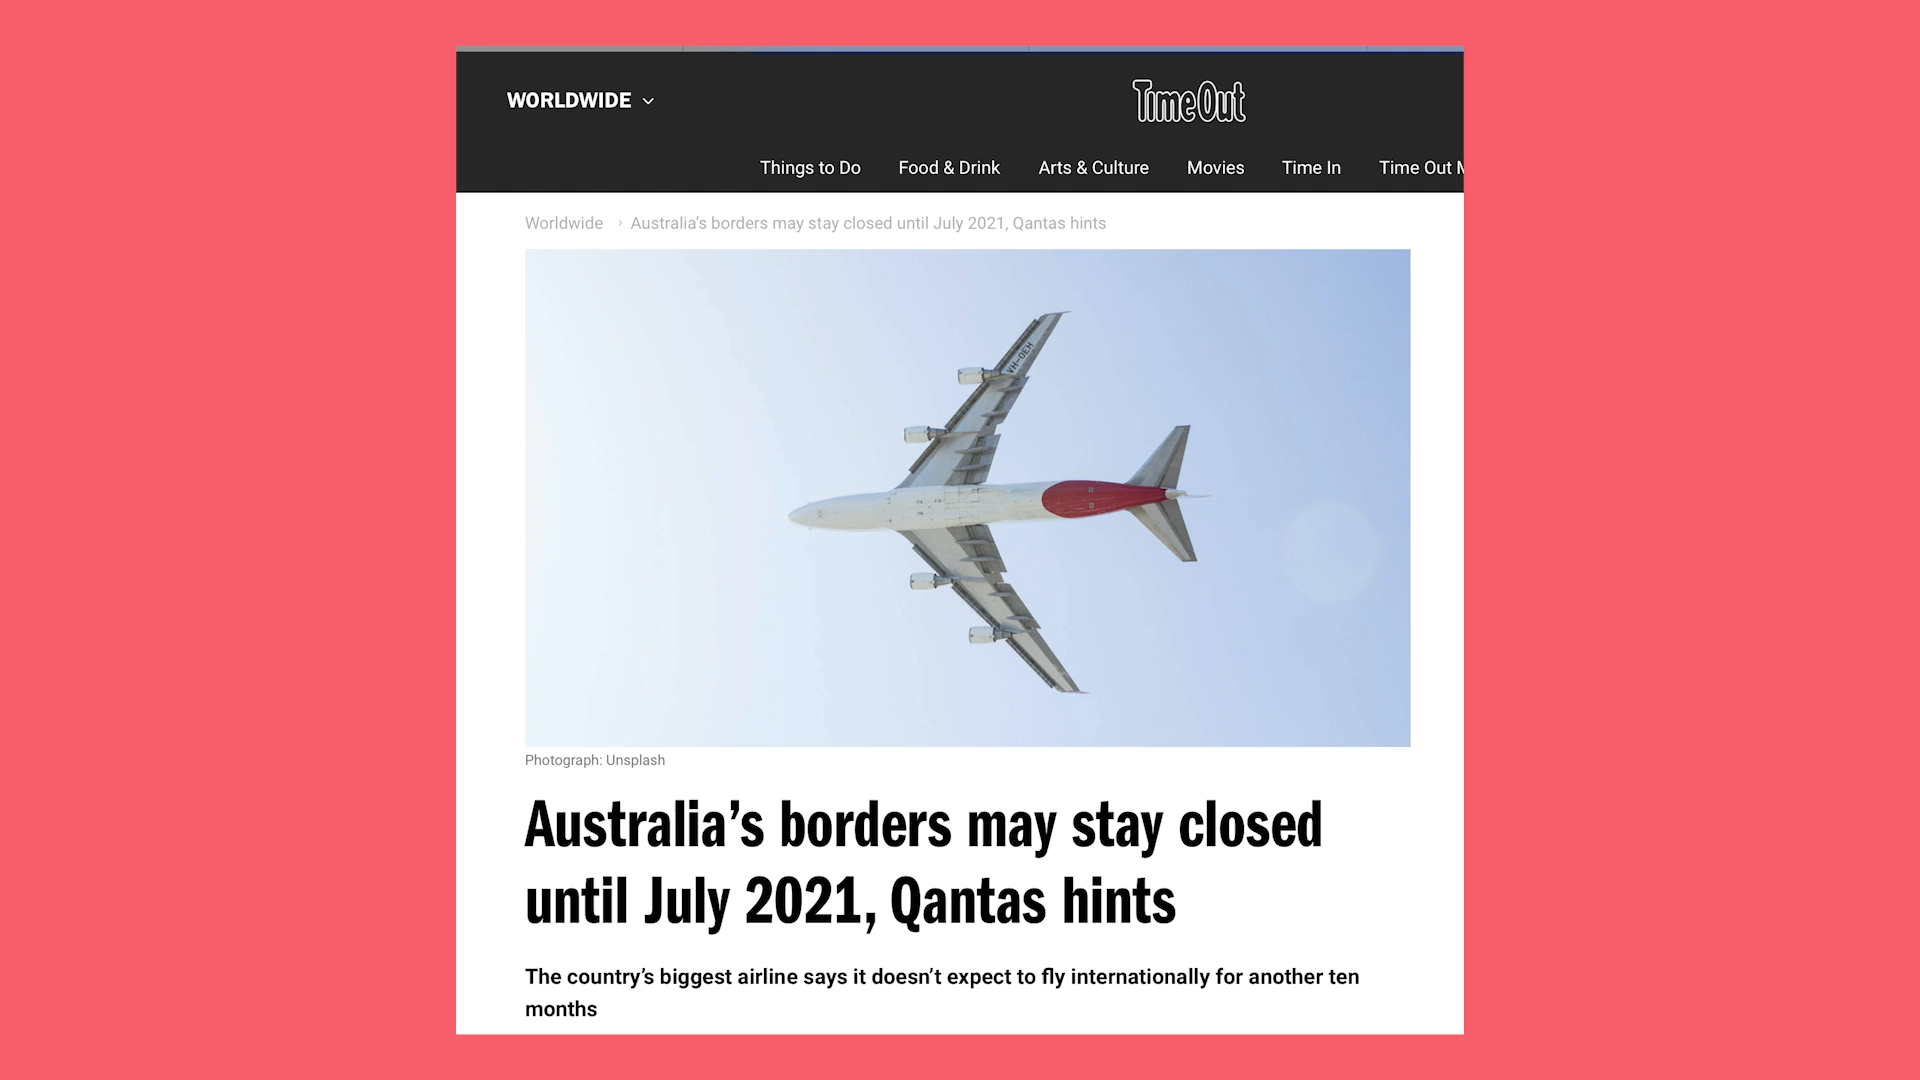 WORLDWIDE
TimeOut
Things to Do Food & Drink Arts & Culture Movies Time In Time Out M
Worldwide › Australia’s borders may stay closed until July 2021, Qantas hints
VH-OEH
Photograph: Unsplash
Australia’s borders may stay closed
until July 2021, Qantas hints
The country’s biggest airline says it doesn’t expect to fly internationally for another ten
months